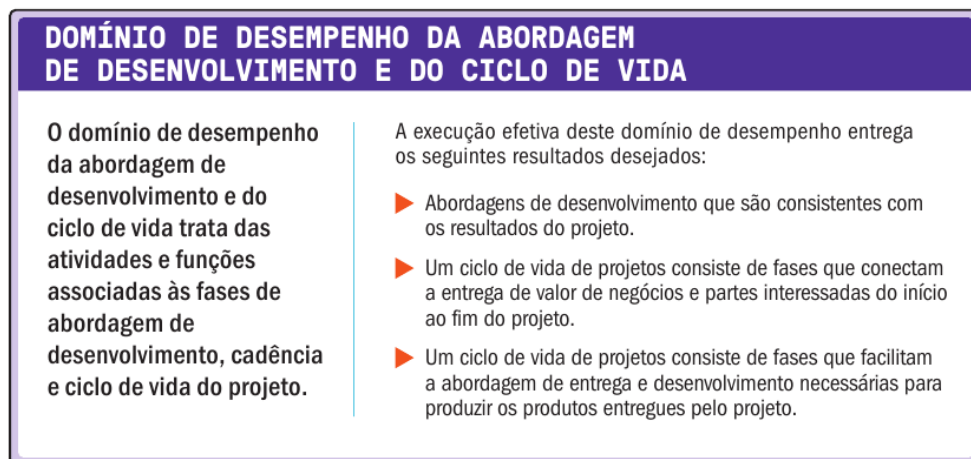 DOMÍNIO DE DESEMPENHO DA ABORDAGEM
DE DESENVOLVIMENTO E DO CICLO DE VIDA
O domínio de desempenho
da abordagem de
desenvolvimento e do
ciclo de vida trata das
atividades e funções
associadas às fases de
abordagem de
desenvolvimento, cadência
e ciclo de vida do projeto.
A execução efetiva deste domínio de desempenho entrega
os seguintes resultados desejados:
Abordagens de desenvolvimento que são consistentes com
os resultados do projeto.
Um ciclo de vida de projetos consiste de fases que conectam
a entrega de valor de negócios e partes interessadas do início
ao fim do projeto.
Um ciclo de vida de projetos consiste de fases que facilitam
a abordagem de entrega e desenvolvimento necessárias para
produzir os produtos entregues pelo projeto.